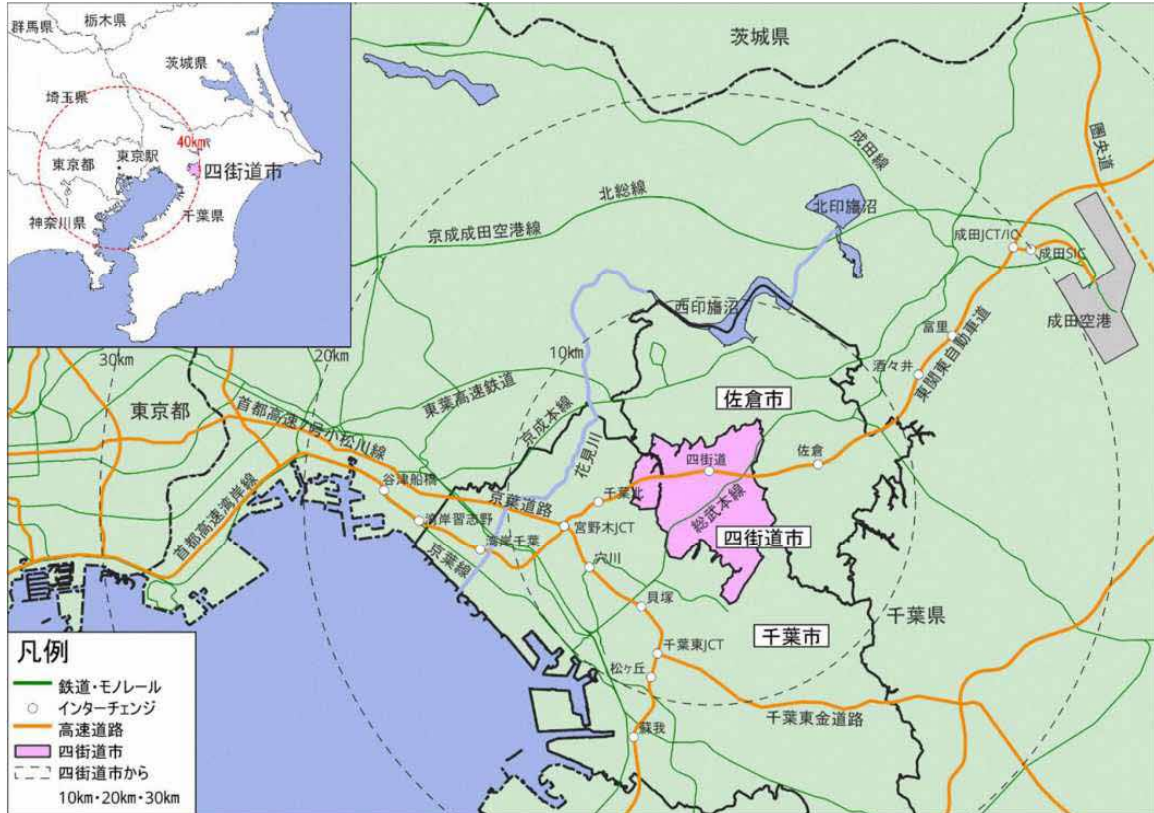 群馬県
栃木県
茨城県
埼玉県
40km
東京都
東京駅
四街道市
神奈川県
千葉県
茨城県
圏央道
成田線
北総線
北印旛沼
京成成田空港線
成田JCT/IC
成田SIC
西印旛沼
成田空港
富里
30km
20km
10km
酒々井
東関東自動車道
東葉高速鉄道
東京都
首都高速7号小松川線
京成本線
佐倉市
花見川
四街道
佐倉
谷津船橋
京葉道路
千葉北
首都高速湾岸線
湾岸習志野
宮野木JCT
総武本線
四街道市
湾岸千葉
京葉線
穴川
貝塚
千葉県
千葉市
千葉東JCT
松ヶ丘
千葉東金道路
蘇我
凡例
鉄道・モノレール
インターチェンジ
高速道路
四街道市
四街道市から
10km・20km・30km